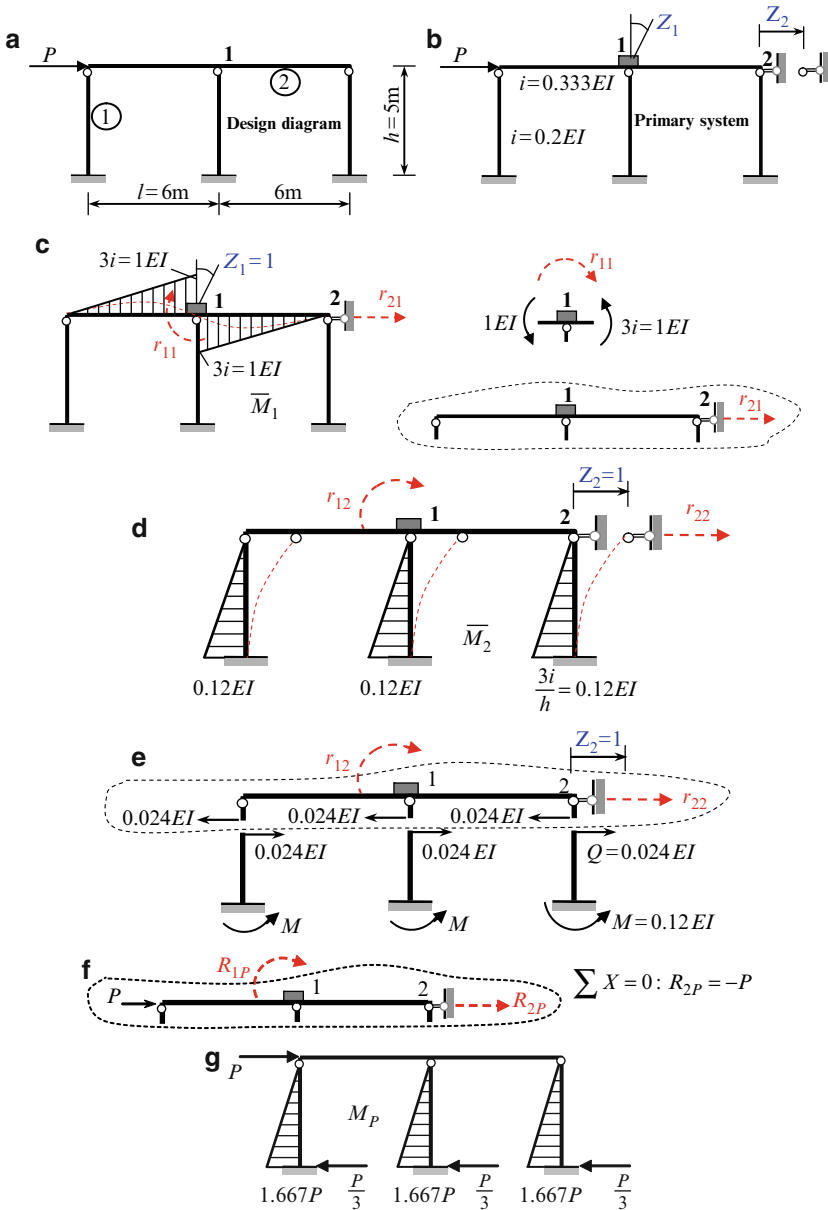 a
P
1
2
1
Design diagram
h=5m
l=6m
6m
b
P
1
Z₁
Z₂
2
i=0.333EI
Primary system
i=0.2EI
c
3i=1EI
Z₁=1
1
2
r₂₁
r₁₁
3i=1EI
M̅₁
r₁₁
1
1EI
3i=1EI
1
2
r₂₁
d
r₁₂
1
Z₂=1
2
r₂₂
M̅₂
0.12EI
0.12EI
3i/h = 0.12EI
e
r₁₂
1
Z₂=1
2
r₂₂
0.024EI
0.024EI
0.024EI
0.024EI
0.024EI
Q=0.024EI
M
M
M=0.12EI
f
R₁P
1
2
P
R₂P
∑ X = 0 : R₂P = −P
g
P
M_P
1.667P
P/3
1.667P
P/3
1.667P
P/3